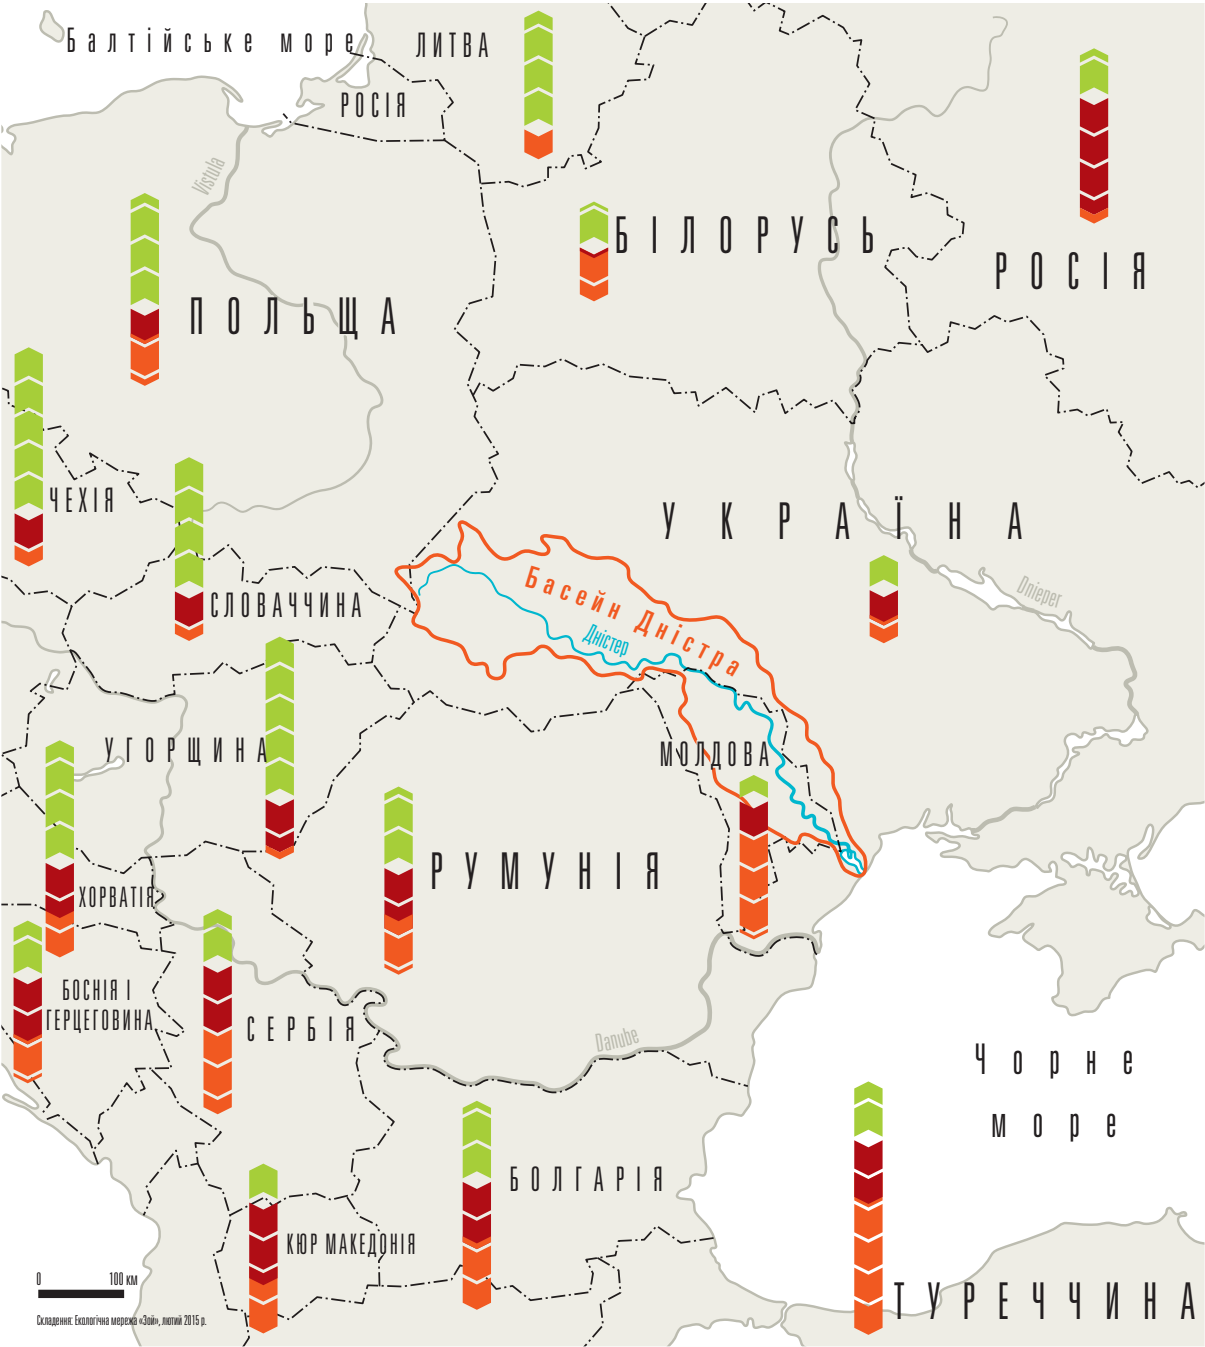 Балтійське море
ЛИТВА
РОСІЯ
Vistula
БІЛОРУСЬ
РОСІЯ
ПОЛЬЩА
ЧЕХІЯ
УКРАЇНА
Басейн Дністра
Дністер
Dnieper
СЛОВАЧЧИНА
УГОРЩИНА
МОЛДОВА
РУМУНІЯ
ХОРВАТІЯ
БОСНІЯ І
ГЕРЦЕГОВИНА
СЕРБІЯ
Danube
Чорне
море
БОЛГАРІЯ
КЮР МАКЕДОНІЯ
ТУРЕЧЧИНА
0 100 км
Складення: Екологічна мережа «Зой», лютий 2015 р.